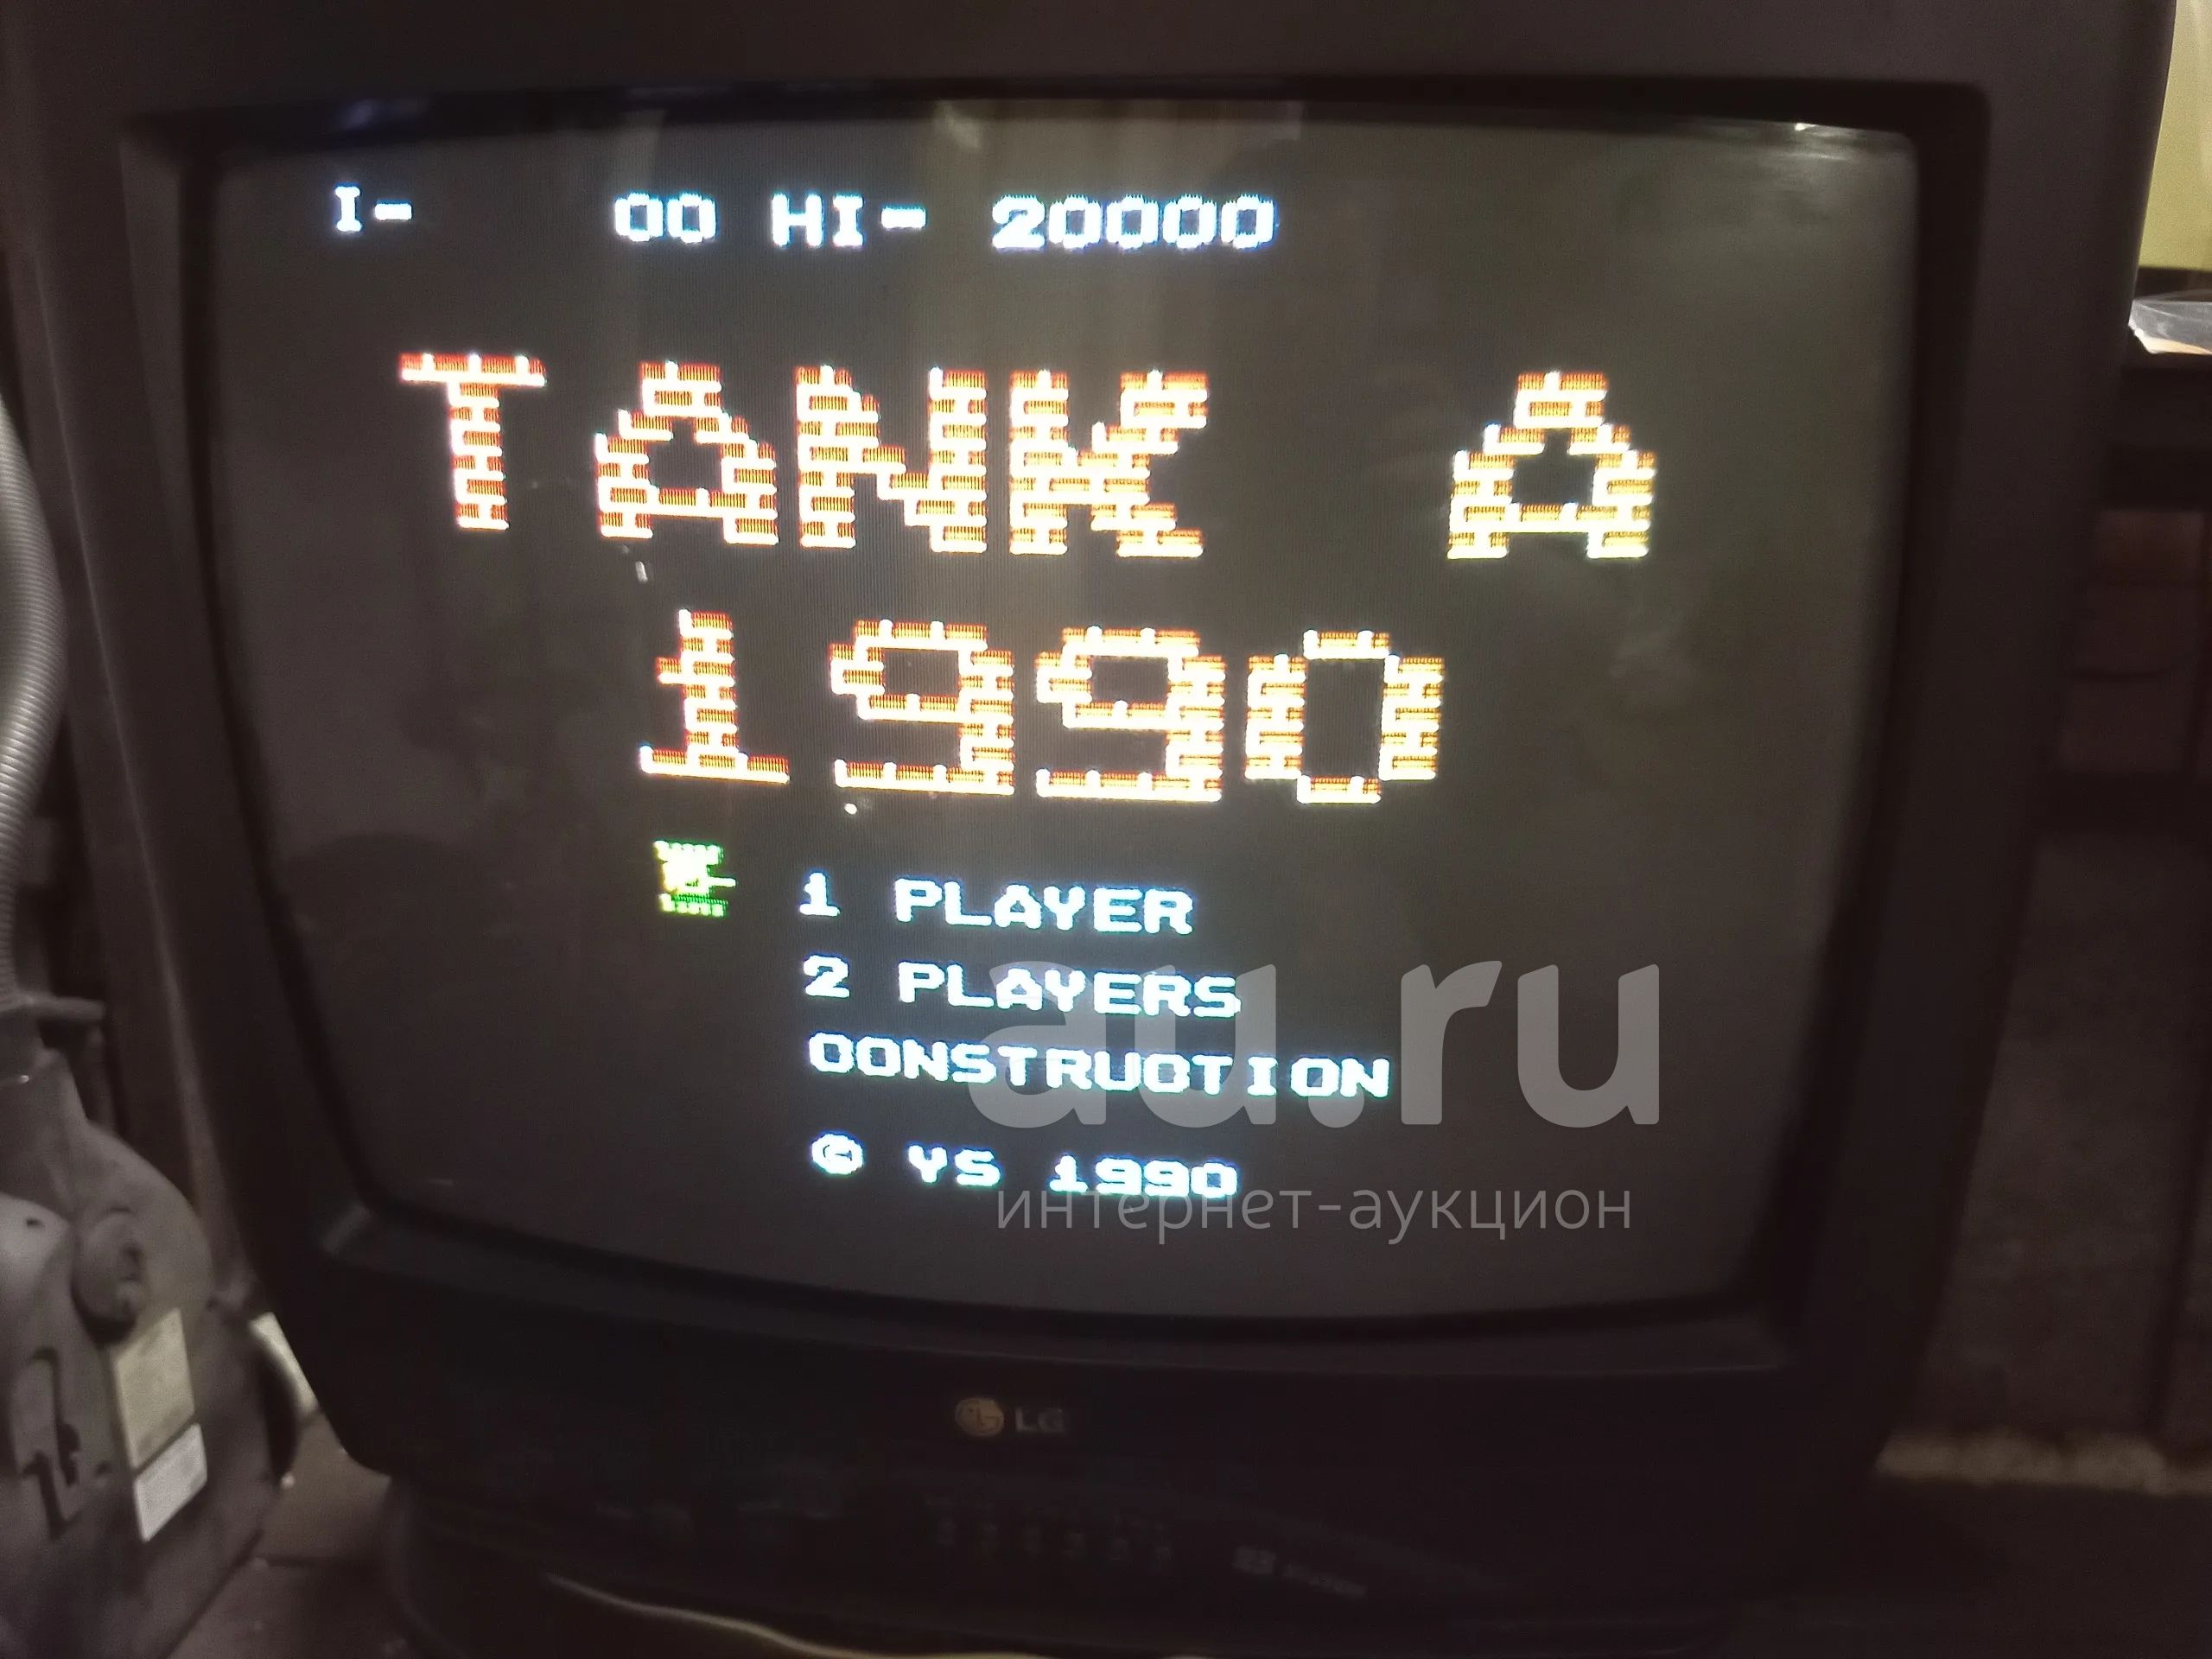 I- 00 HI- 20000
TANK A
1990
1 PLAYER
2 PLAYERS
CONSTRUCTION
© YS 1990
au.ru
интернет-аукцион
LG